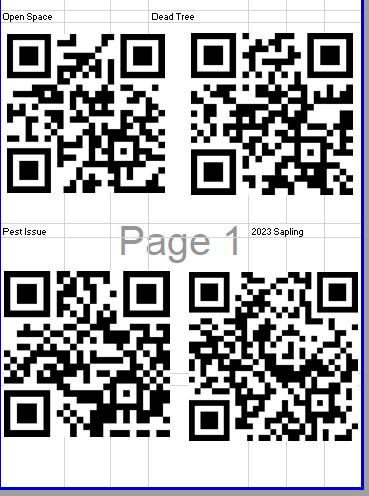 Open Space
Dead Tree
Pest Issue
Page 1
2023 Sapling